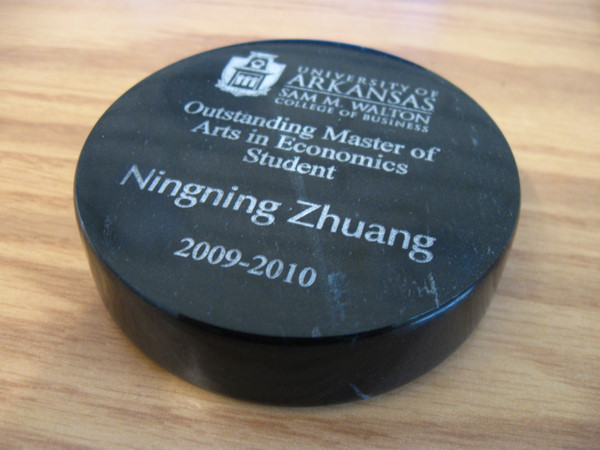 UNIVERSITY OF
ARKANSAS
SAM M. WALTON
COLLEGE OF BUSINESS
Outstanding Master of
Arts in Economics
Student
Ningning Zhuang
2009-2010